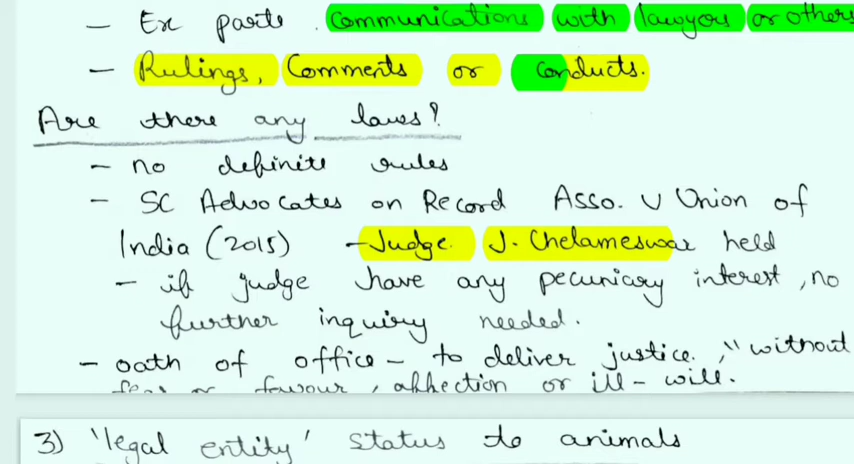 - Ex parte communications with lawyers or others
- Rulings, Comments or conducts.
Are there any laws?
- no definite rules
- SC Advocates on Record Asso. V Union of
India (2015) - Judge. J. Chelameswar held
- if judge have any pecuniary interest, no
further inquiry needed.
- oath of office - to deliver justice, "without
fear or favour, affection or ill-will.
3) 'legal entity' status to animals